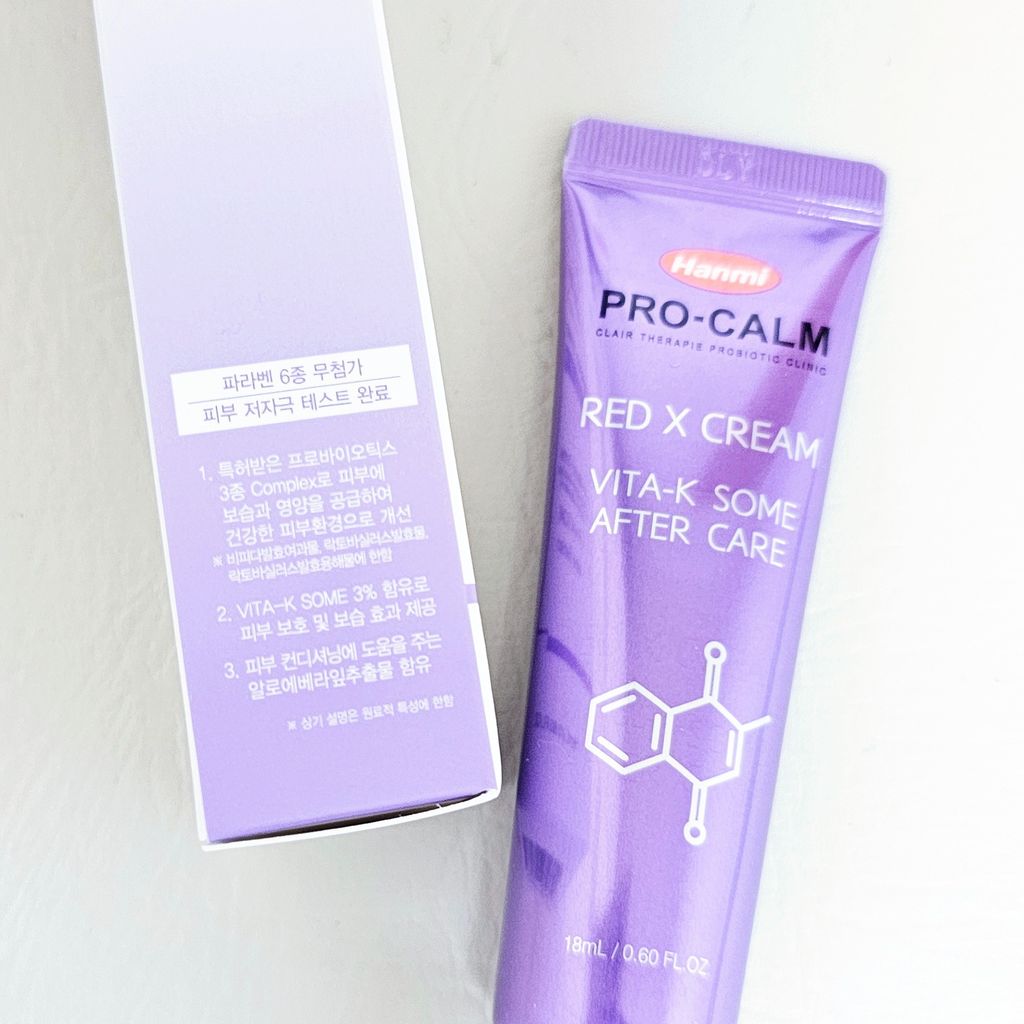 파라벤 6종 무첨가
피부 저자극 테스트 완료
1. 특허받은 프로바이오틱스
3종 Complex로 피부에
보습과 영양을 공급하여
건강한 피부환경으로 개선
※ 비피다발효여과물, 락토바실러스발효물,
락토바실러스발효용해물에 한함
2. VITA-K SOME 3% 함유로
피부 보호 및 보습 효과 제공
3. 피부 컨디셔닝에 도움을 주는
알로에베라잎추출물 함유
※ 상기 설명은 원료적 특성에 한함
Hanmi
PRO-CALM
CLAIR THERAPIE PROBIOTIC CLINIC
RED X CREAM
VITA-K SOME
AFTER CARE
18mL / 0.60 FL.OZ